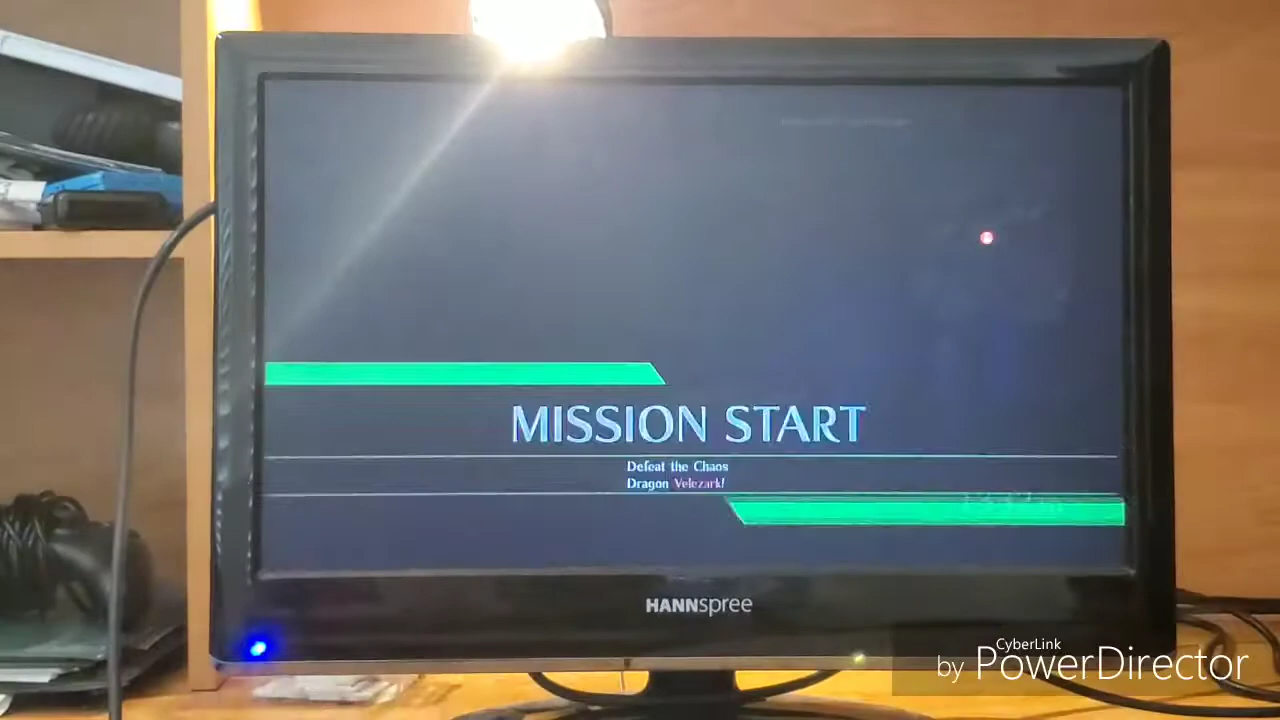 MISSION START
Defeat the Chaos
Dragon Velezark!
HANNspree
CyberLink
by PowerDirector